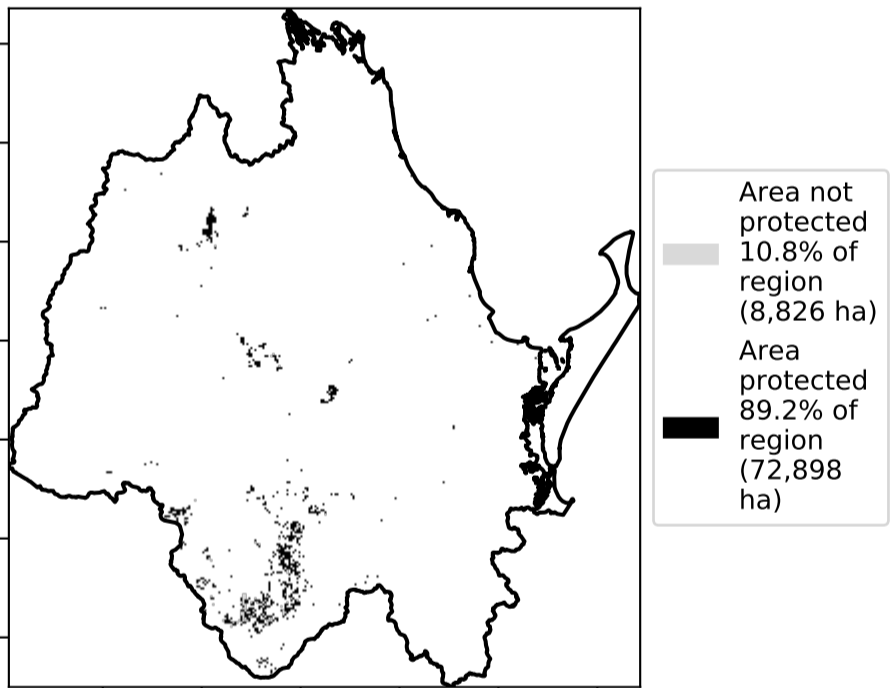 Area not
protected
10.8% of
region
(8,826 ha)
Area
protected
89.2% of
region
(72,898
ha)